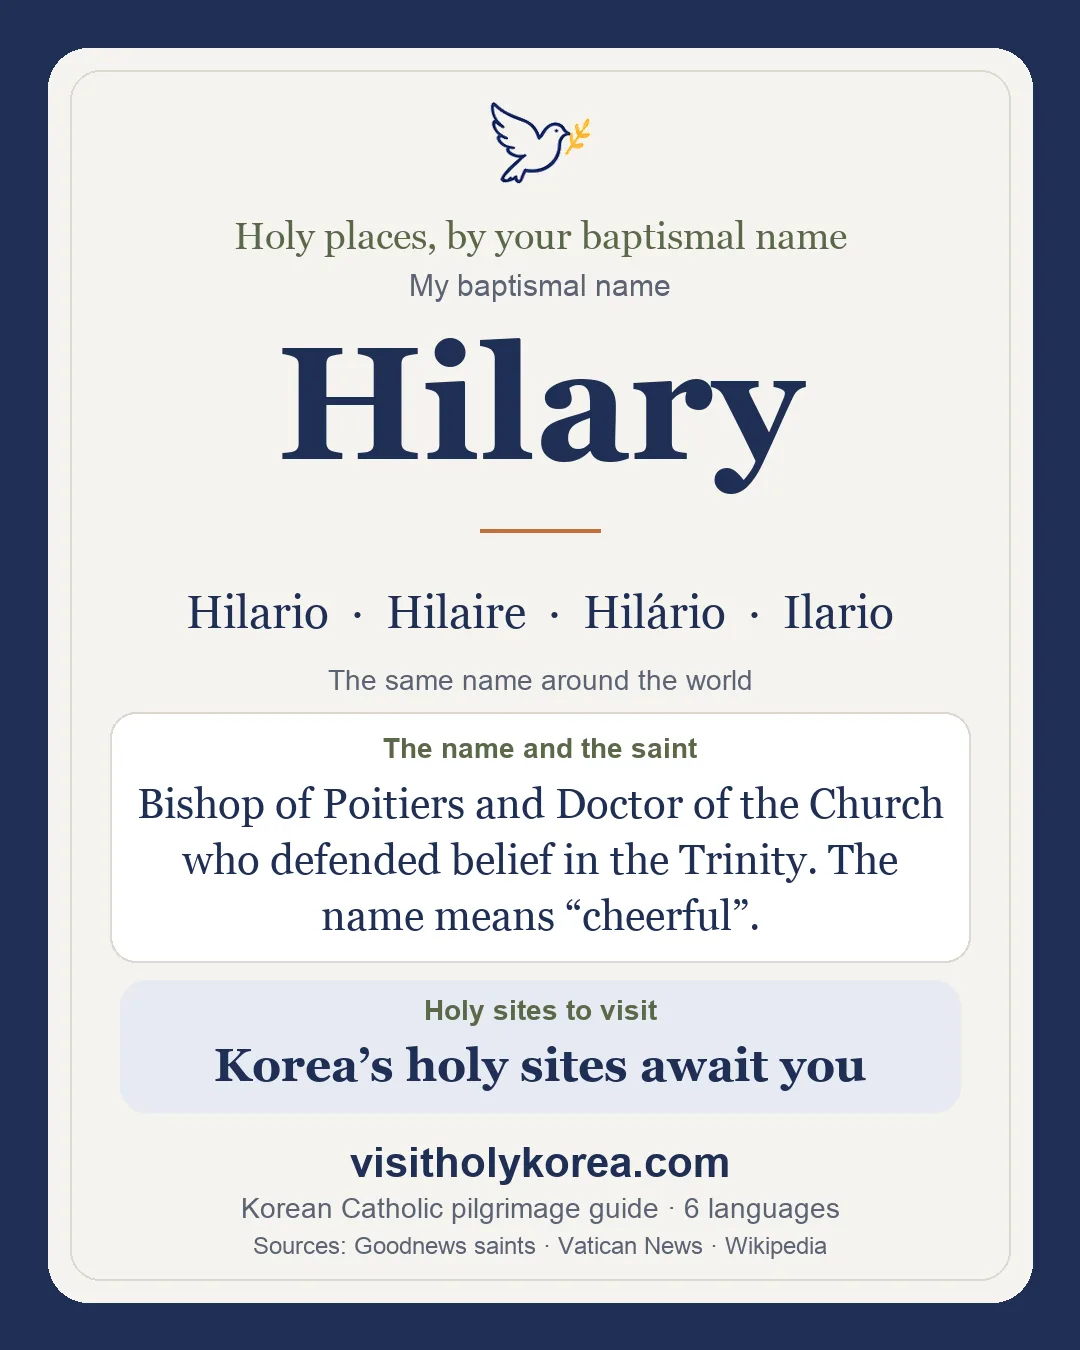 Holy places, by your baptismal name
My baptismal name
Hilary
Hilario · Hilaire · Hilário · Ilario
The same name around the world
The name and the saint
Bishop of Poitiers and Doctor of the Church
who defended belief in the Trinity. The
name means “cheerful”.
Holy sites to visit
Korea’s holy sites await you
visitholykorea.com
Korean Catholic pilgrimage guide · 6 languages
Sources: Goodnews saints · Vatican News · Wikipedia